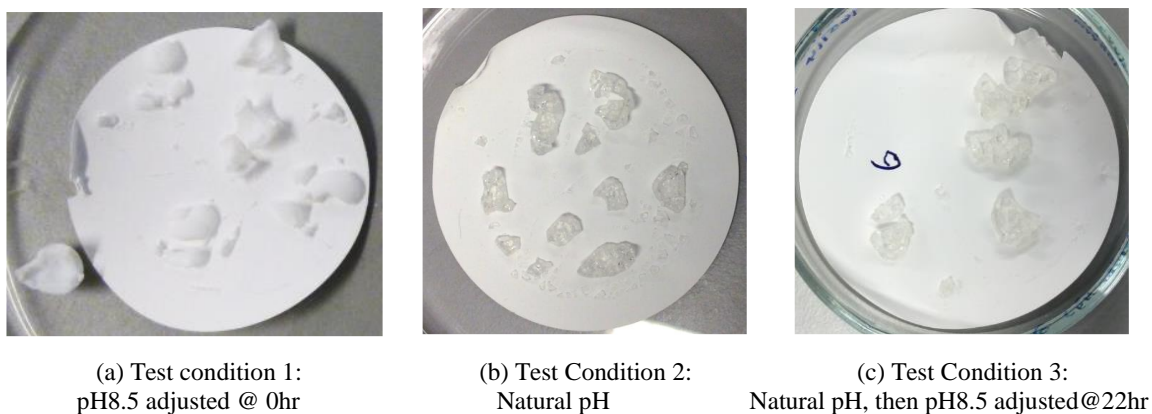 6
(a) Test condition 1:
pH8.5 adjusted @ 0hr
(b) Test Condition 2:
Natural pH
(c) Test Condition 3:
Natural pH, then pH8.5 adjusted@22hr